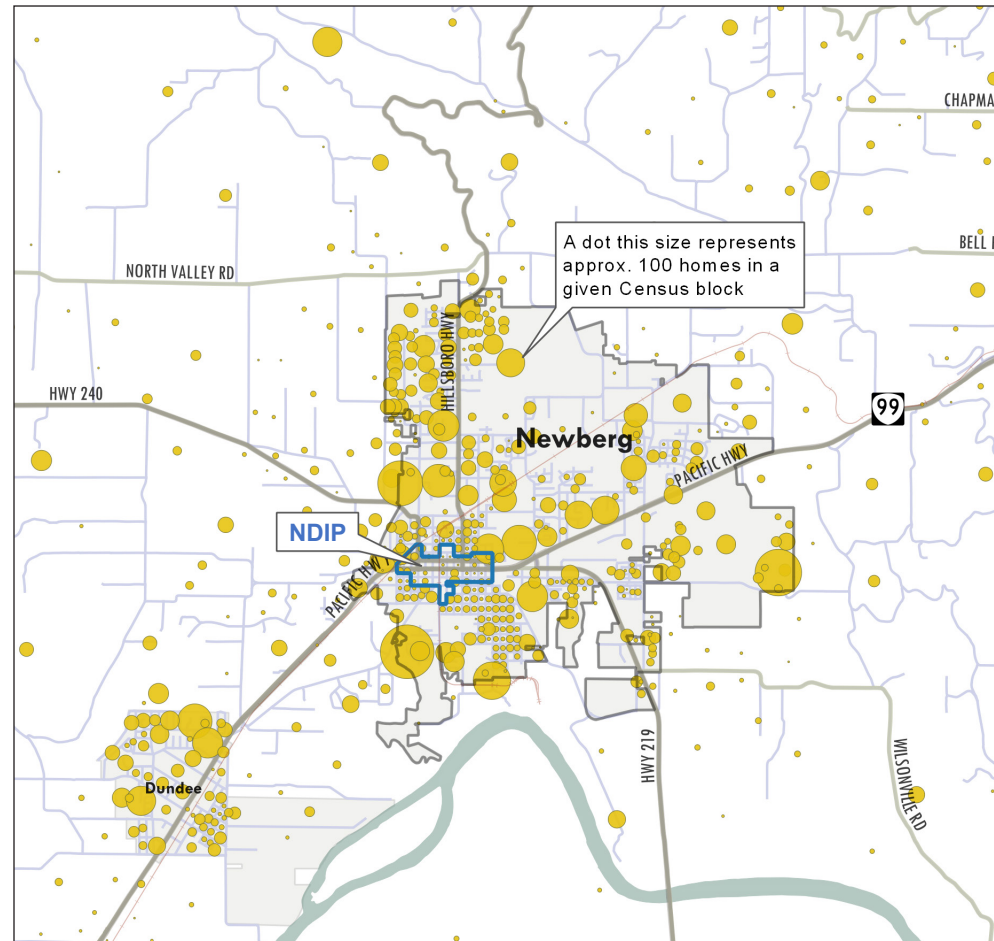 CHAPMA
A dot this size represents
approx. 100 homes in a
given Census block
BELL
NORTH VALLEY RD
HILLSBORO HWY
HWY 240
99
Newberg
PACIFIC HWY
NDIP
PACIFIC HWY
HWY 219
WILSONVILLE RD
Dundee